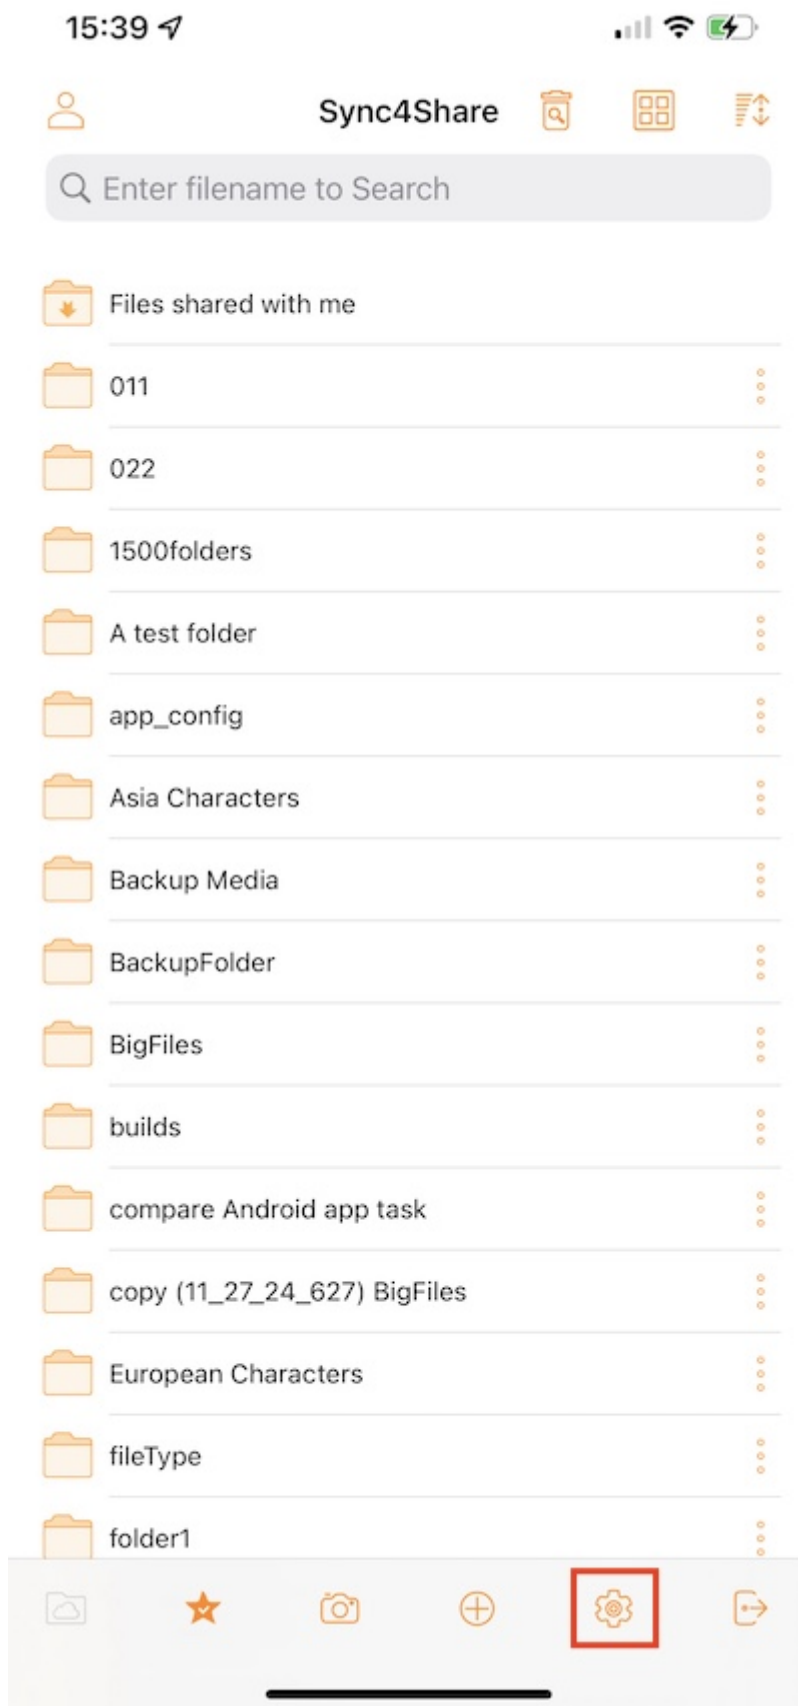 15:39
Sync4Share
Enter filename to Search
Files shared with me
011
022
1500folders
A test folder
app_config
Asia Characters
Backup Media
BackupFolder
BigFiles
builds
compare Android app task
copy (11_27_24_627) BigFiles
European Characters
fileType
folder1